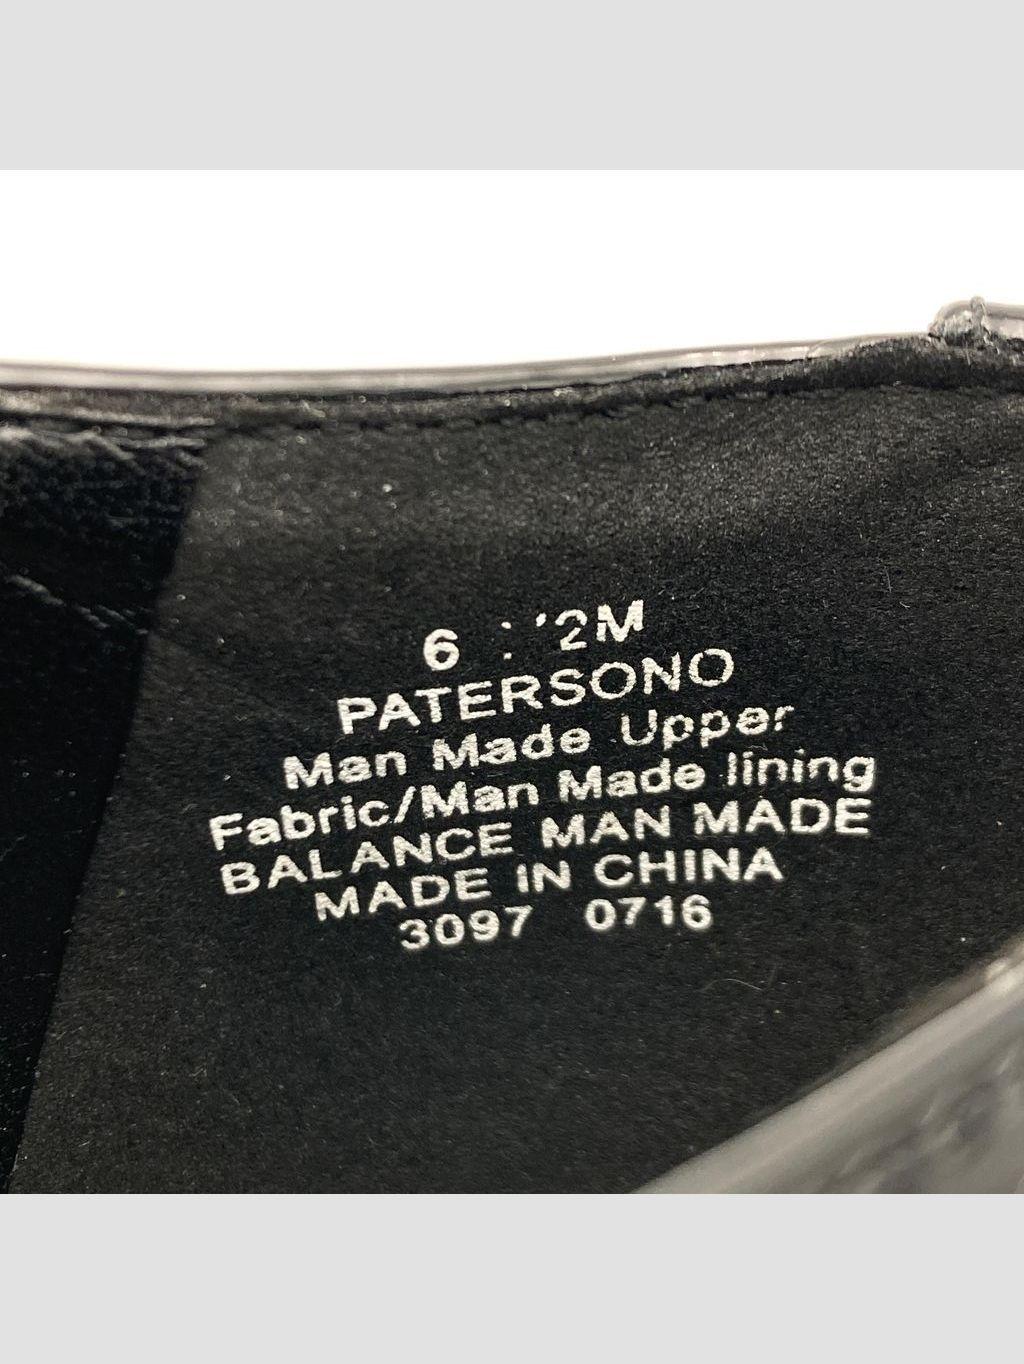 6 2M
PATERSONO
Man Made Upper
Fabric/Man Made lining
BALANCE MAN MADE
MADE IN CHINA
3097 0716